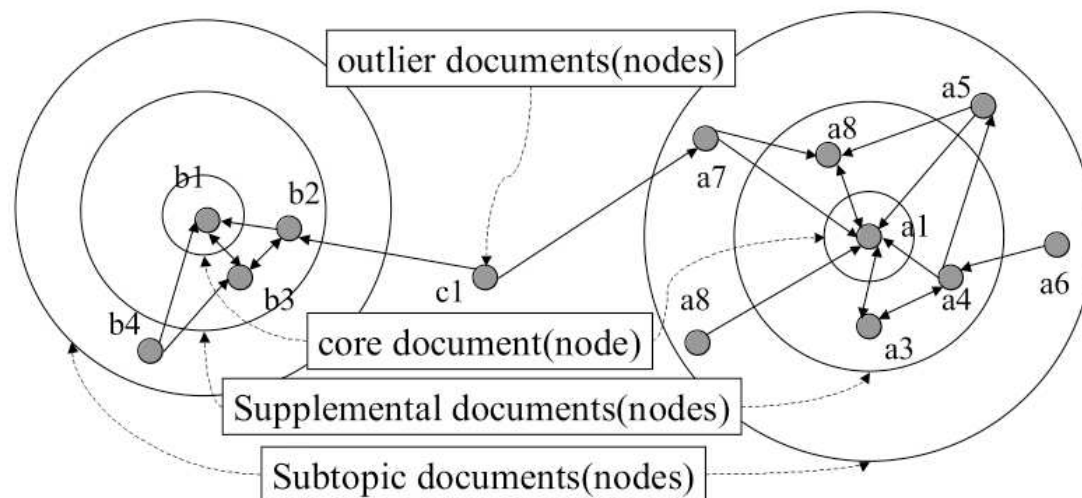 outlier documents(nodes)
a5
a8
a7
b1
b2
a1
c1
a8
a4
a6
b3
b4
a3
core document(node)
Supplemental documents(nodes)
Subtopic documents(nodes)